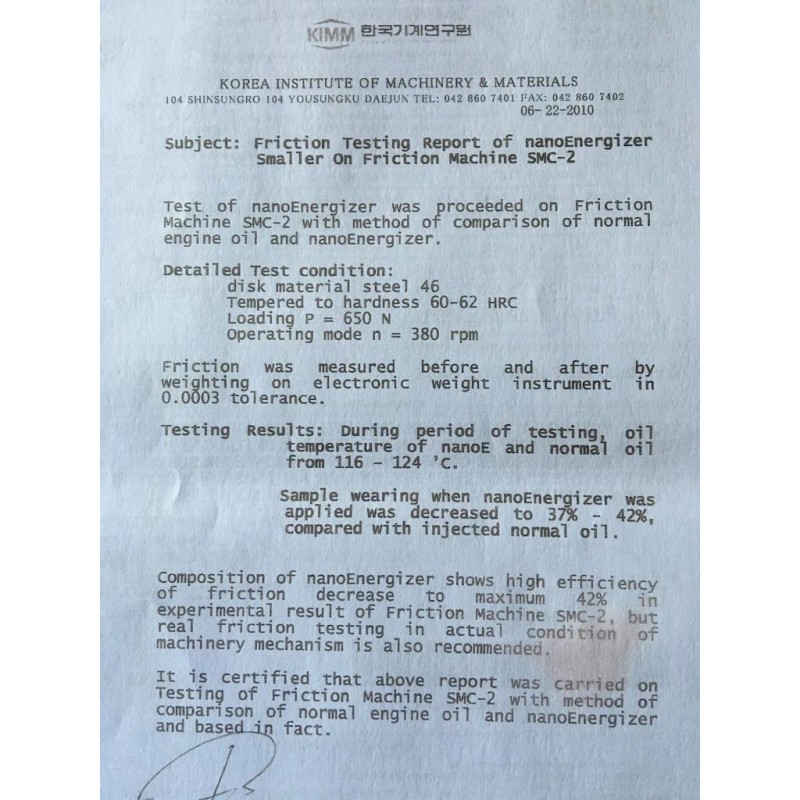 KIMM 한국기계연구원
KOREA INSTITUTE OF MACHINERY & MATERIALS
104 SHINSUNGRO 104 YOUSUNGKU DAEJUN TEL: 042 860 7401 FAX: 042 860 7402
06-22-2010
Subject: Friction Testing Report of nanoEnergizer
Smaller On Friction Machine SMC-2
Test of nanoEnergizer was proceeded on Friction
Machine SMC-2 with method of comparison of normal
engine oil and nanoEnergizer.
Detailed Test condition:
disk material steel 46
Tempered to hardness 60-62 HRC
Loading P = 650 N
Operating mode n = 380 rpm
Friction was measured before and after by
weighting on electronic weight instrument in
0.0003 tolerance.
Testing Results: During period of testing, oil
temperature of nanoE and normal oil
from 116 - 124 'C.
Sample wearing when nanoEnergizer was
applied was decreased to 37% - 42%,
compared with injected normal oil.
Composition of nanoEnergizer shows high efficiency
of friction decrease to maximum 42% in
experimental result of Friction Machine SMC-2, but
real friction testing in actual condition of
machinery mechanism is also recommended.
It is certified that above report was carried on
Testing of Friction Machine SMC-2 with method of
comparison of normal engine oil and nanoEnergizer
and based in fact.